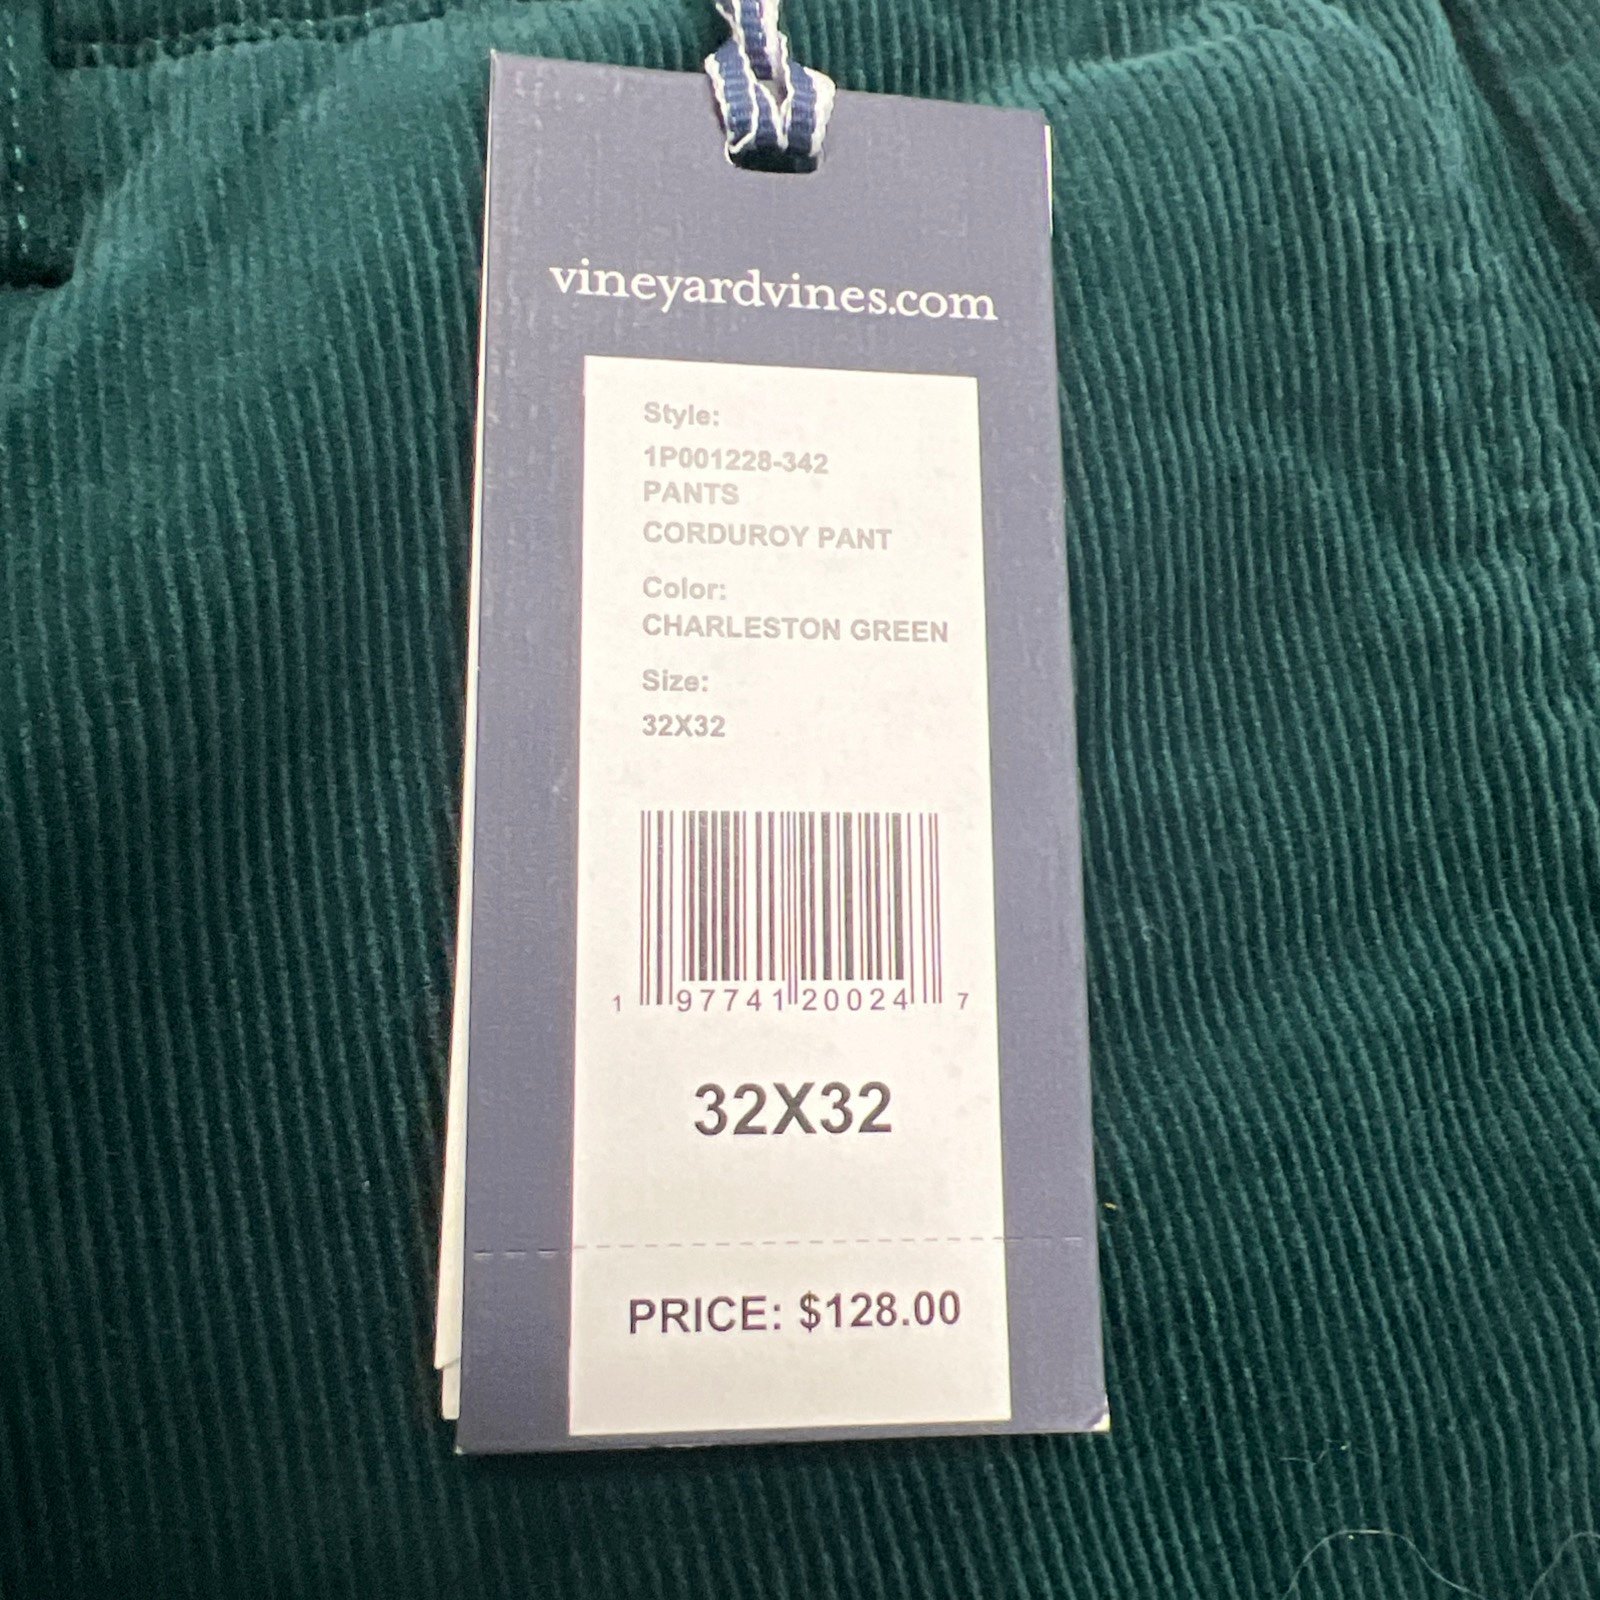 vineyardvines.com
Style:
1P001228-342
PANTS
CORDUROY PANT
Color:
CHARLESTON GREEN
Size:
32X32
1 97741 20024 7
32X32
PRICE: $128.00